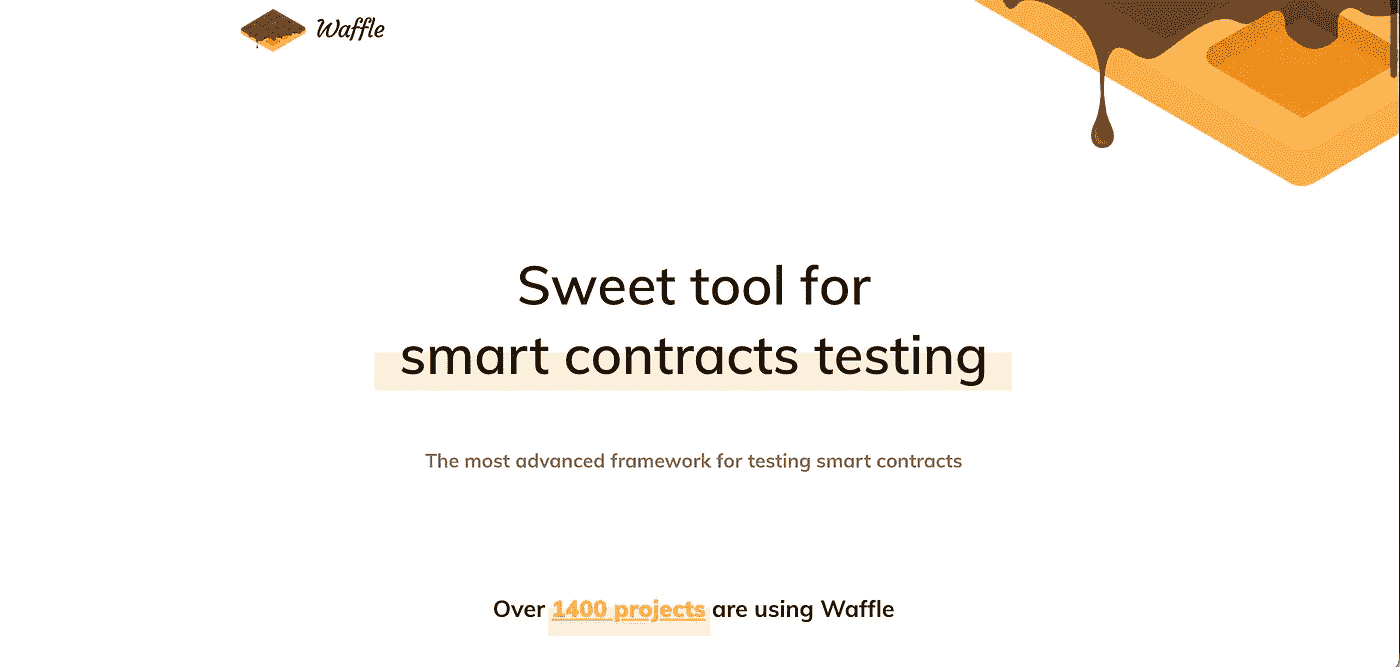 Waffle
Sweet tool for
smart contracts testing
The most advanced framework for testing smart contracts
Over 1400 projects are using Waffle